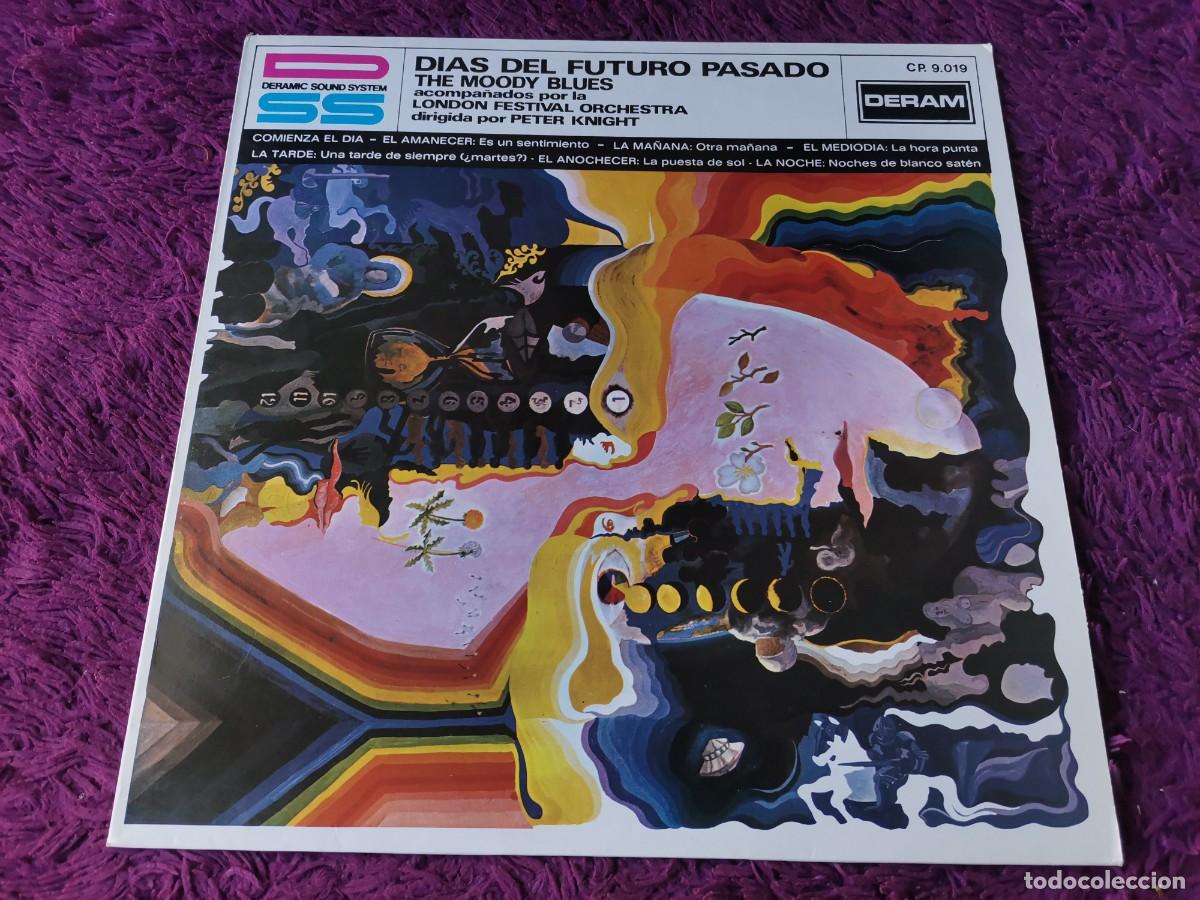 DERAMIC SOUND SYSTEM
DSS
DIAS DEL FUTURO PASADO
THE MOODY BLUES
acompañados por la
LONDON FESTIVAL ORCHESTRA
dirigida por PETER KNIGHT
CP. 9.019
DERAM
COMIENZA EL DIA – EL AMANECER: Es un sentimiento – LA MAÑANA: Otra mañana – EL MEDIODIA: La hora punta
LA TARDE: Una tarde de siempre (¿martes?) - EL ANOCHECER: La puesta de sol - LA NOCHE: Noches de blanco satén
todocoleccion